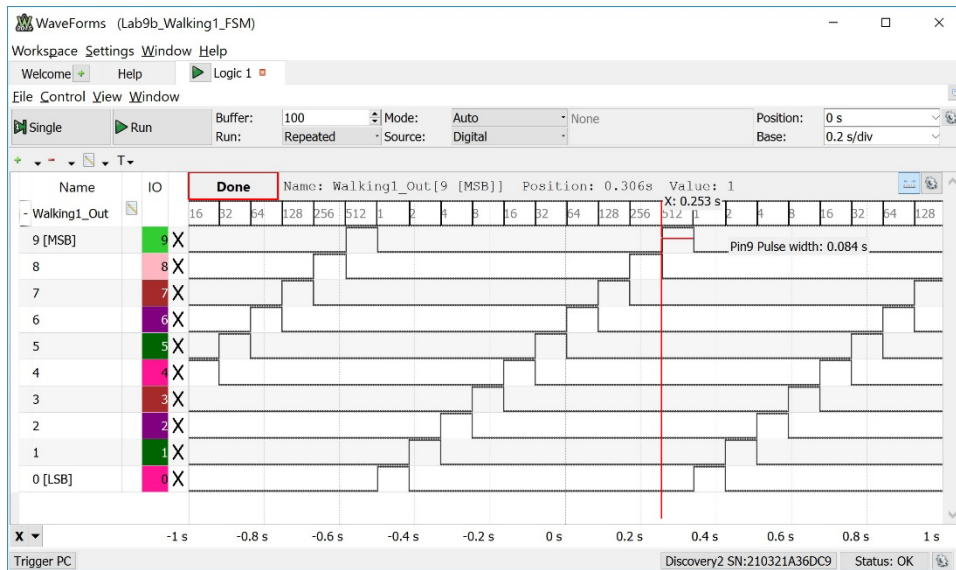 WaveForms (Lab9b_Walking1_FSM)
Workspace Settings Window Help
Welcome Help Logic 1
File Control View Window
Single Run Buffer: 100 Mode: Auto None Position: 0 s
Run: Repeated Source: Digital Base: 0.2 s/div
T
Name IO Done Name: Walking1_Out[9 [MSB]] Position: 0.306s Value: 1
X: 0.253 s
- Walking1_Out 16 32 64 128 256 512 1 2 4 8 16 32 64 128 256 512 1 2 4 8 16 32 64 128
9 [MSB] 9 X Pin9 Pulse width: 0.084 s
8 8 X
7 7 X
6 6 X
5 5 X
4 4 X
3 3 X
2 2 X
1 1 X
0 [LSB] 0 X
X -1 s -0.8 s -0.6 s -0.4 s -0.2 s 0 s 0.2 s 0.4 s 0.6 s 0.8 s 1 s
Trigger PC Discovery2 SN:210321A36DC9 Status: OK